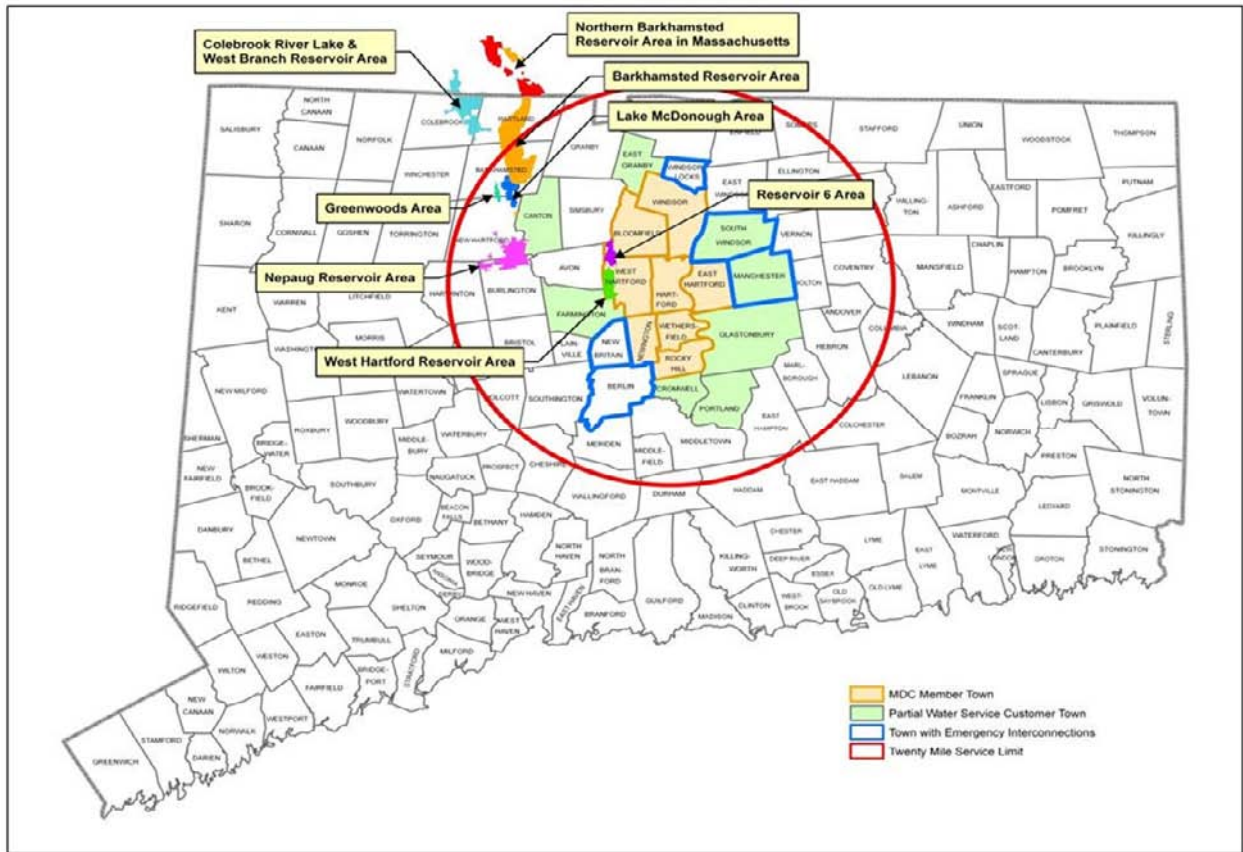 Northern Barkhamsted
Reservoir Area in Massachusetts
Colebrook River Lake &
West Branch Reservoir Area
Barkhamsted Reservoir Area
Lake McDonough Area
Reservoir 6 Area
Greenwoods Area
Nepaug Reservoir Area
West Hartford Reservoir Area
SALISBURY
NORTH
CANAAN
CANAAN
NORFOLK
COLEBROOK
HARTLAND
GRANBY
EAST
GRANBY
WINDSOR
LOCKS
ENFIELD
SOMERS
STAFFORD
UNION
WOODSTOCK
THOMPSON
WINCHESTER
BARKHAMSTED
CANTON
SIMSBURY
BLOOMFIELD
WINDSOR
EAST
WINDSOR
ELLINGTON
WILLING-
TON
ASHFORD
EASTFORD
POMFRET
PUTNAM
KILLINGLY
SHARON
CORNWALL
GOSHEN
TORRINGTON
NEW HARTFORD
AVON
WEST
HARTFORD
HART-
FORD
EAST
HARTFORD
SOUTH
WINDSOR
VERNON
MANCHESTER
BOLTON
COVENTRY
MANSFIELD
CHAPLIN
HAMPTON
BROOKLYN
KENT
WARREN
LITCHFIELD
HARWINTON
BURLINGTON
FARMINGTON
NEWINGTON
WETHERS-
FIELD
ROCKY
HILL
GLASTONBURY
ANDOVER
COLUMBIA
HEBRON
WINDHAM
SCOT-
LAND
CANTERBURY
PLAINFIELD
STERLING
WASHINGTON
MORRIS
BRISTOL
NEW
BRITAIN
BERLIN
CROMWELL
PORTLAND
MARL-
BOROUGH
LEBANON
SPRAGUE
FRANKLIN
LISBON
GRISWOLD
VOLUN-
TOWN
NEW MILFORD
WATERTOWN
WOLCOTT
SOUTHINGTON
EAST
HAMPTON
COLCHESTER
BOZRAH
NORWICH
PRESTON
SHERMAN
ROXBURY
WOODBURY
BRIDGE-
WATER
MIDDLE-
BURY
WATERBURY
MERIDEN
MIDDLE-
FIELD
MIDDLETOWN
NEW
FAIRFIELD
BROOK-
FIELD
SOUTHBURY
NAUGATUCK
PROSPECT
CHESHIRE
WALLINGFORD
DURHAM
HADDAM
EAST HADDAM
SALEM
MONTVILLE
LEDYARD
NORTH
STONINGTON
DANBURY
BETHEL
NEWTOWN
OXFORD
BEACON
FALLS
BETHANY
HAMDEN
NORTH
HAVEN
NORTH
BRAN-
FORD
KILLING-
WORTH
CHESTER
DEEP RIVER
LYME
EAST
LYME
WATERFORD
GROTON
STONINGTON
RIDGEFIELD
REDDING
MONROE
SEYMOUR
WOOD-
BRIDGE
NEW HAVEN
EAST HAVEN
BRANFORD
GUILFORD
MADISON
CLINTON
WEST-
BROOK
ESSEX
OLD
SAYBROOK
OLD LYME
EASTON
SHELTON
DERBY
ORANGE
WEST
HAVEN
WILTON
WESTON
TRUMBULL
STRATFORD
MILFORD
BRIDGE-
PORT
FAIRFIELD
NEW
CANAAN
NORWALK
WESTPORT
STAMFORD
DARIEN
GREENWICH
MDC Member Town
Partial Water Service Customer Town
Town with Emergency Interconnections
Twenty Mile Service Limit